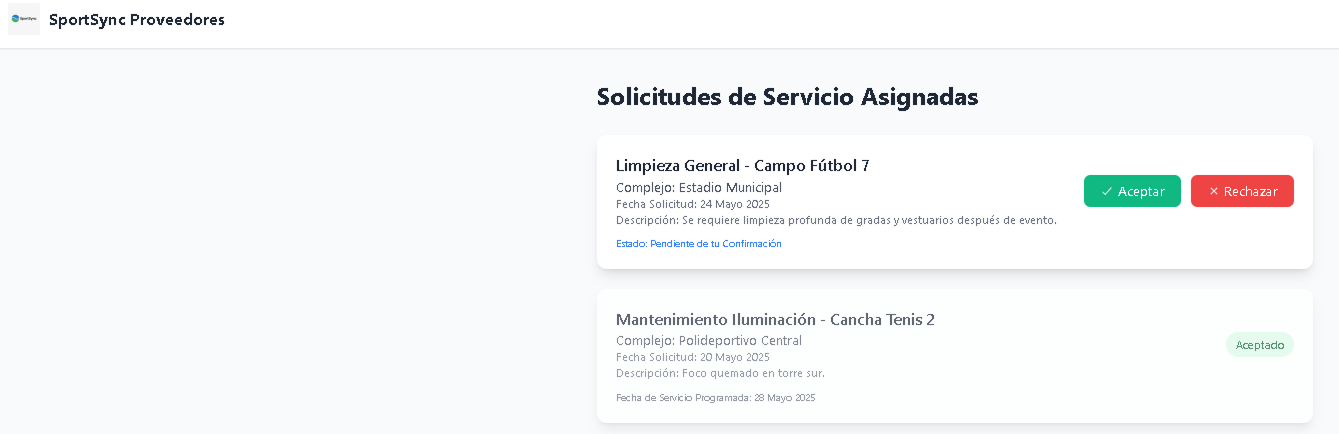 SportSync
SportSync Proveedores
Solicitudes de Servicio Asignadas
Limpieza General - Campo Fútbol 7
Complejo: Estadio Municipal
Fecha Solicitud: 24 Mayo 2025
Descripción: Se requiere limpieza profunda de gradas y vestuarios después de evento.
Estado: Pendiente de tu Confirmación
✓ Aceptar
× Rechazar
Mantenimiento Iluminación - Cancha Tenis 2
Complejo: Polideportivo Central
Fecha Solicitud: 20 Mayo 2025
Descripción: Foco quemado en torre sur.
Fecha de Servicio Programada: 28 Mayo 2025
Aceptado